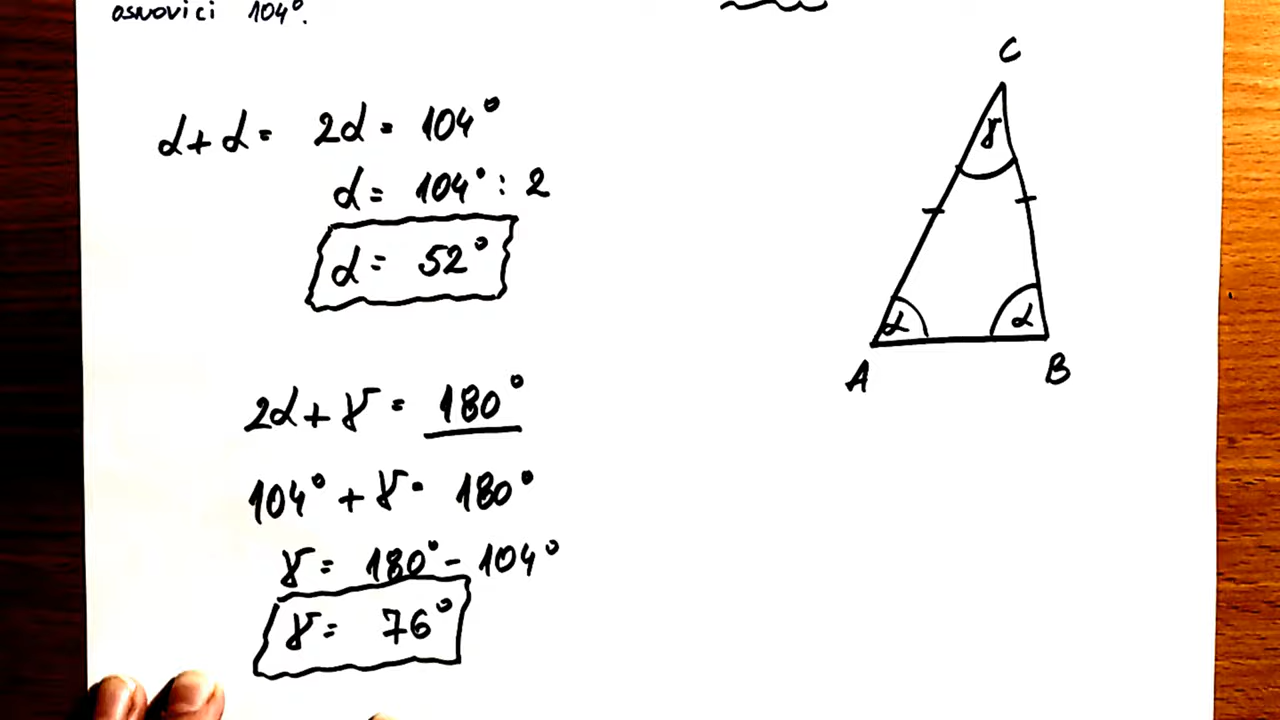 osnovici 104°.
α + α = 2α = 104°
α = 104° : 2
α = 52°
2α + γ = 180°
104° + γ = 180°
γ = 180° - 104°
γ = 76°
C
γ
α
α
A
B